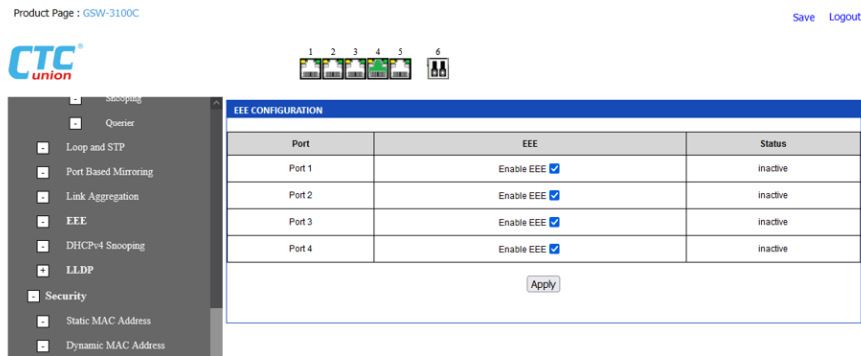 Product Page : GSW-3100C
Save Logout
CTC®
union
1 2 3 4 5 6
Snooping
Querier
Loop and STP
Port Based Mirroring
Link Aggregation
EEE
DHCPv4 Snooping
LLDP
Security
Static MAC Address
Dynamic MAC Address
EEE CONFIGURATION
Port EEE Status
Port 1 Enable EEE inactive
Port 2 Enable EEE inactive
Port 3 Enable EEE inactive
Port 4 Enable EEE inactive
Apply